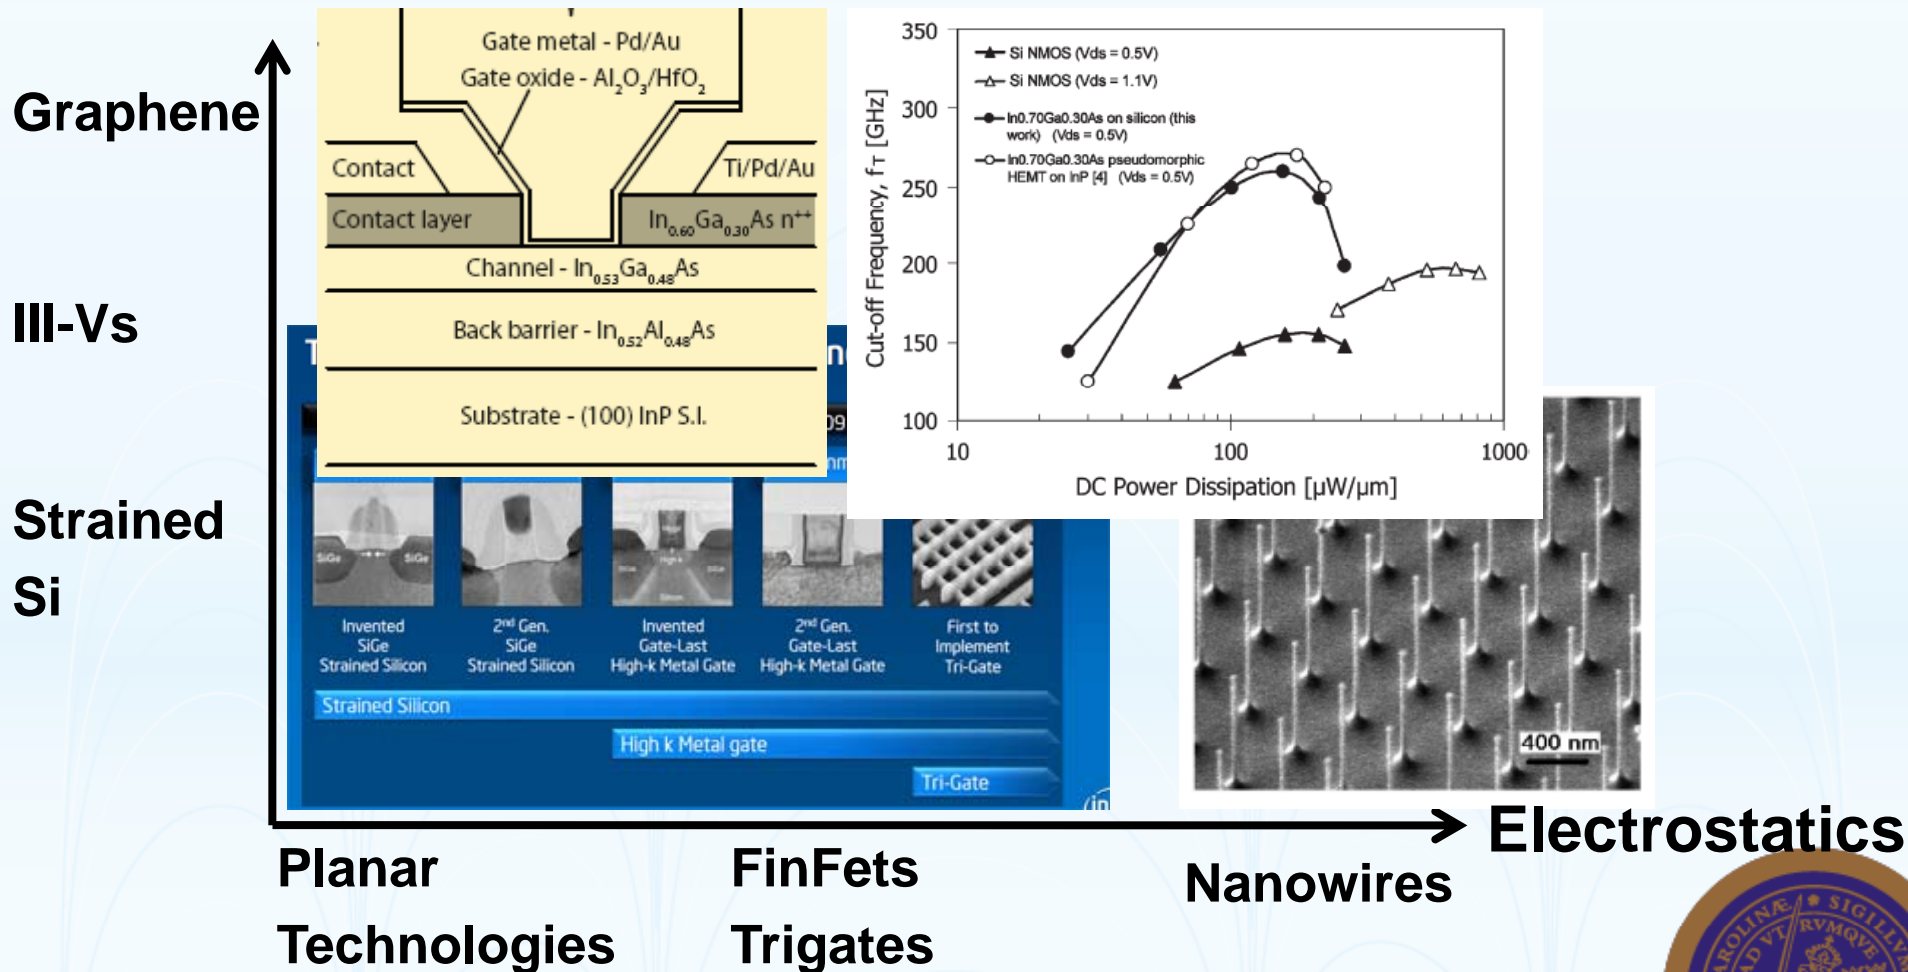 Graphene
III-Vs
Strained
Si
Gate metal - Pd/Au
Gate oxide - Al₂O₃/HfO₂
Contact
Ti/Pd/Au
Contact layer
In₀.₆₀Ga₀.₃₀As n⁺⁺
Channel - In₀.₅₃Ga₀.₄₈As
Back barrier - In₀.₅₂Al₀.₄₈As
Substrate - (100) InP S.I.
350
300
250
200
150
100
Cut-off Frequency, fT [GHz]
Si NMOS (Vds = 0.5V)
Si NMOS (Vds = 1.1V)
In0.70Ga0.30As on silicon (this
work) (Vds = 0.5V)
In0.70Ga0.30As pseudomorphic
HEMT on InP [4] (Vds = 0.5V)
10
100
1000
DC Power Dissipation [µW/µm]
SiGe
SiGe
Invented
SiGe
Strained Silicon
2nd Gen.
SiGe
Strained Silicon
Invented
Gate-Last
High-k Metal Gate
2nd Gen.
Gate-Last
High-k Metal Gate
First to
Implement
Tri-Gate
Strained Silicon
High k Metal gate
Tri-Gate
400 nm
Electrostatics
Planar
Technologies
FinFets
Trigates
Nanowires